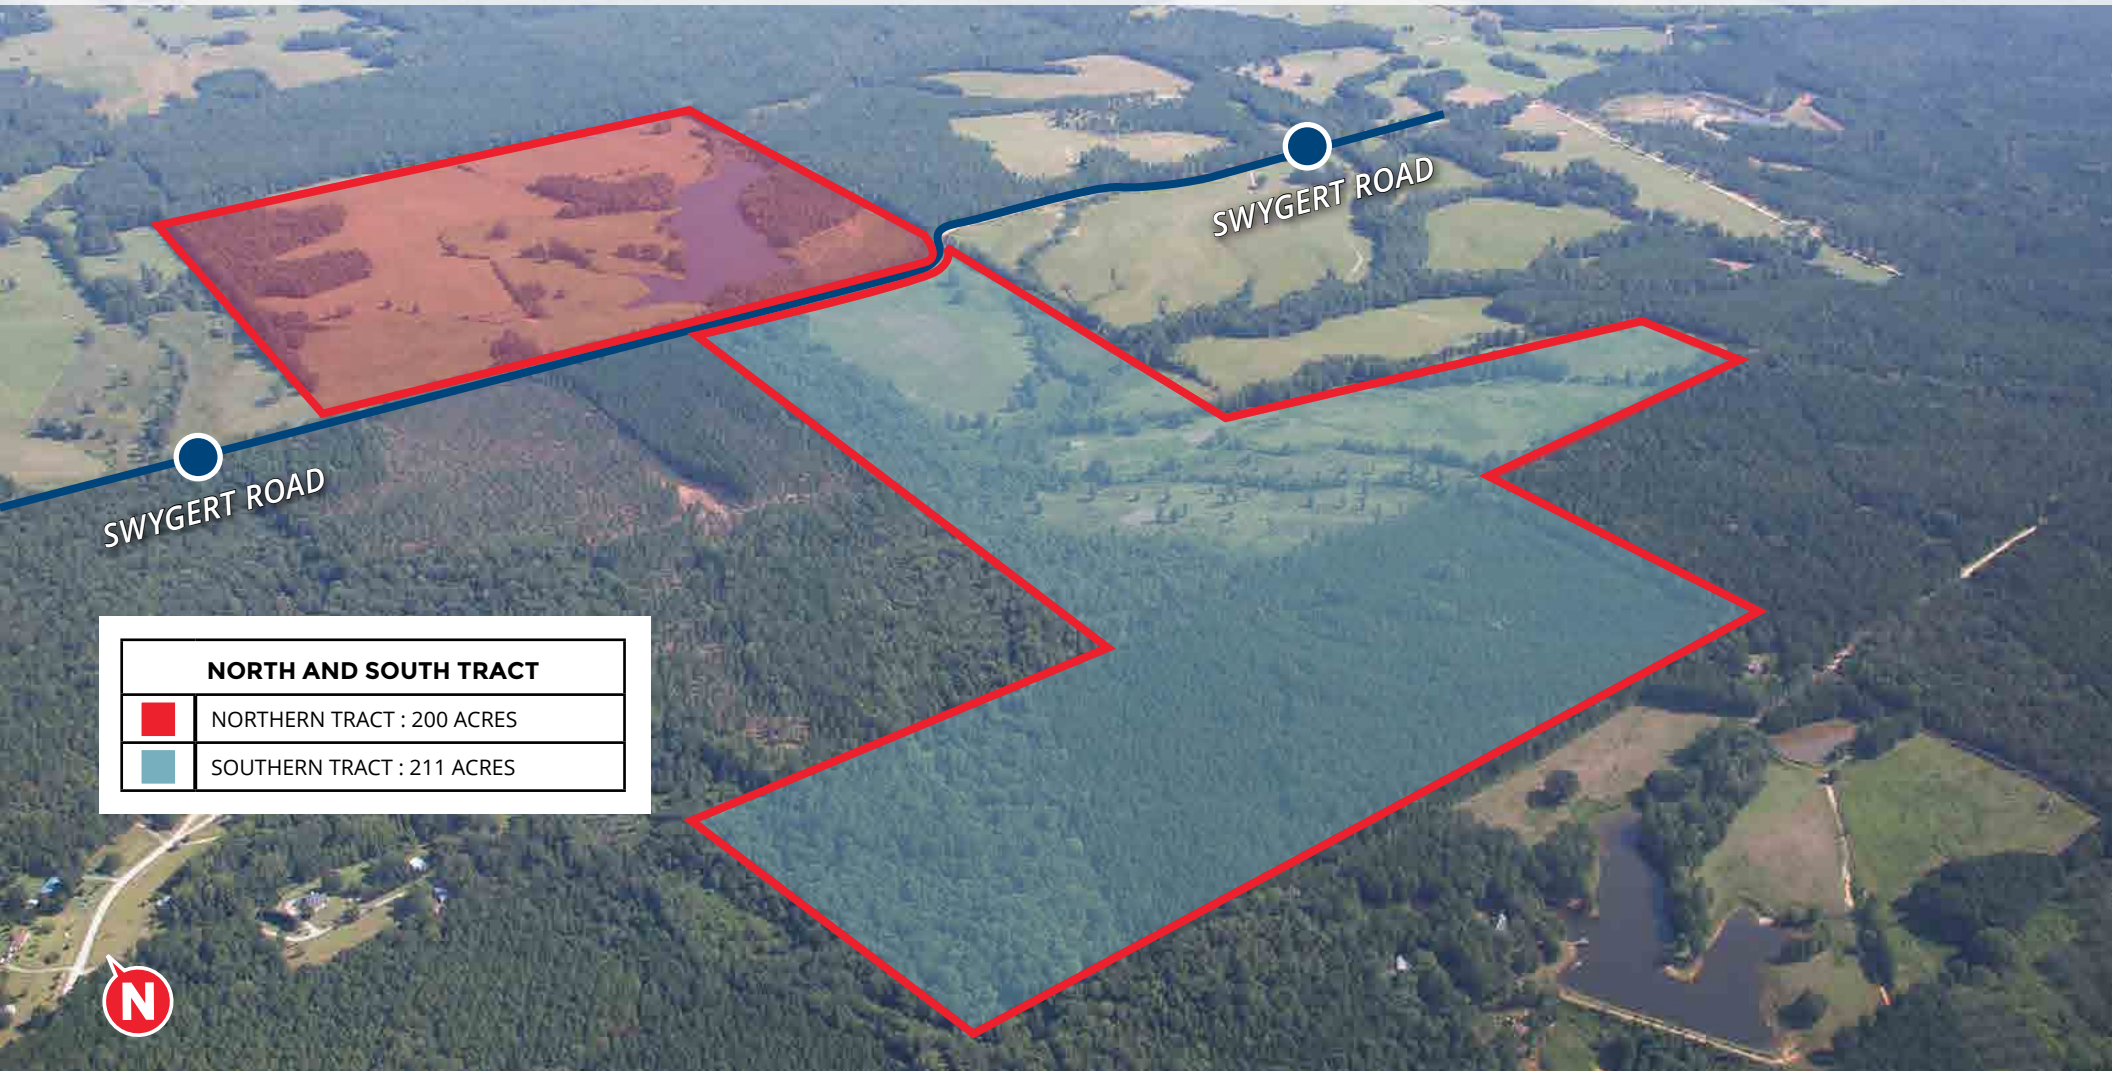 SWYGERT ROAD
SWYGERT ROAD
NORTH AND SOUTH TRACT
NORTHERN TRACT : 200 ACRES
SOUTHERN TRACT : 211 ACRES
N